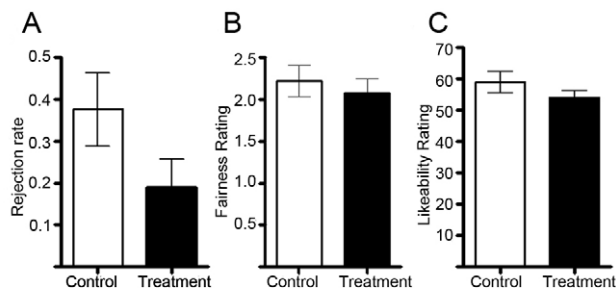 A
Rejection rate
0.5
0.4
0.3
0.2
0.1
Control Treatment
B
Fairness Rating
2.5
2.0
1.5
1.0
0.5
Control Treatment
C
Likeability Rating
70
60
50
40
30
20
10
Control Treatment